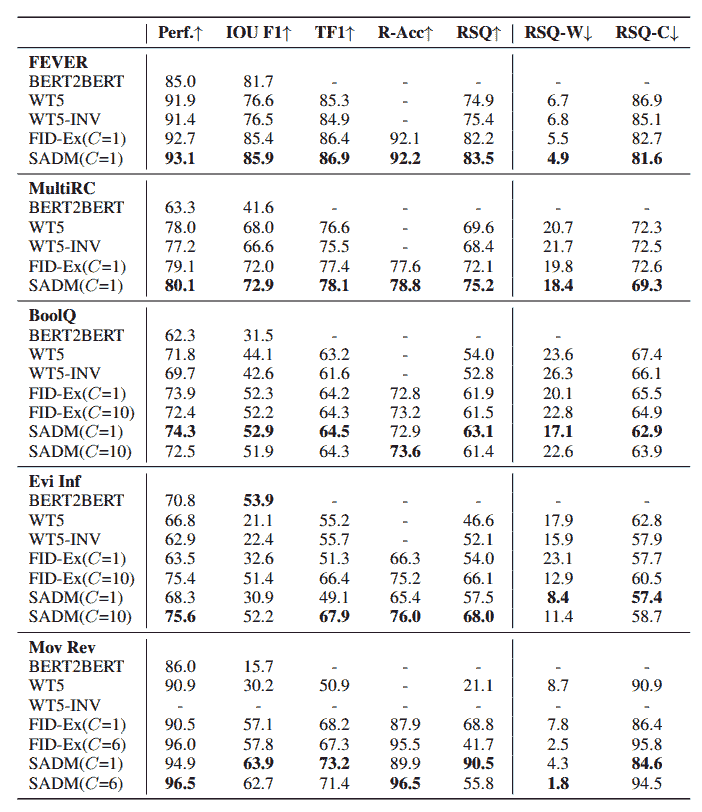 Perf.↑ IOU F1↑ TF1↑ R-Acc↑ RSQ↑ RSQ-W↓ RSQ-C↓
FEVER
BERT2BERT 85.0 81.7 - - - -
WT5 91.9 76.6 85.3 - 74.9 6.7 86.9
WT5-INV 91.4 76.5 84.9 - 75.4 6.8 85.1
FID-Ex(C=1) 92.7 85.4 86.4 92.1 82.2 5.5 82.7
SADM(C=1) 93.1 85.9 86.9 92.2 83.5 4.9 81.6
MultiRC
BERT2BERT 63.3 41.6 - - - -
WT5 78.0 68.0 76.6 - 69.6 20.7 72.3
WT5-INV 77.2 66.6 75.5 - 68.4 21.7 72.5
FID-Ex(C=1) 79.1 72.0 77.4 77.6 72.1 19.8 72.6
SADM(C=1) 80.1 72.9 78.1 78.8 75.2 18.4 69.3
BoolQ
BERT2BERT 62.3 31.5 - - - -
WT5 71.8 44.1 63.2 - 54.0 23.6 67.4
WT5-INV 69.7 42.6 61.6 - 52.8 26.3 66.1
FID-Ex(C=1) 73.9 52.3 64.2 72.8 61.9 20.1 65.5
FID-Ex(C=10) 72.4 52.2 64.3 73.2 61.5 22.8 64.9
SADM(C=1) 74.3 52.9 64.5 72.9 63.1 17.1 62.9
SADM(C=10) 72.5 51.9 64.3 73.6 61.4 22.6 63.9
Evi Inf
BERT2BERT 70.8 53.9 - - - - -
WT5 66.8 21.1 55.2 - 46.6 17.9 62.8
WT5-INV 62.9 22.4 55.7 - 52.1 15.9 57.9
FID-Ex(C=1) 63.5 32.6 51.3 66.3 54.0 23.1 57.7
FID-Ex(C=10) 75.4 51.4 66.4 75.2 66.1 12.9 60.5
SADM(C=1) 68.3 30.9 49.1 65.4 57.5 8.4 57.4
SADM(C=10) 75.6 52.2 67.9 76.0 68.0 11.4 58.7
Mov Rev
BERT2BERT 86.0 15.7 - - - - -
WT5 90.9 30.2 50.9 - 21.1 8.7 90.9
WT5-INV - - - - - - -
FID-Ex(C=1) 90.5 57.1 68.2 87.9 68.8 7.8 86.4
FID-Ex(C=6) 96.0 57.8 67.3 95.5 41.7 2.5 95.8
SADM(C=1) 94.9 63.9 73.2 89.9 90.5 4.3 84.6
SADM(C=6) 96.5 62.7 71.4 96.5 55.8 1.8 94.5